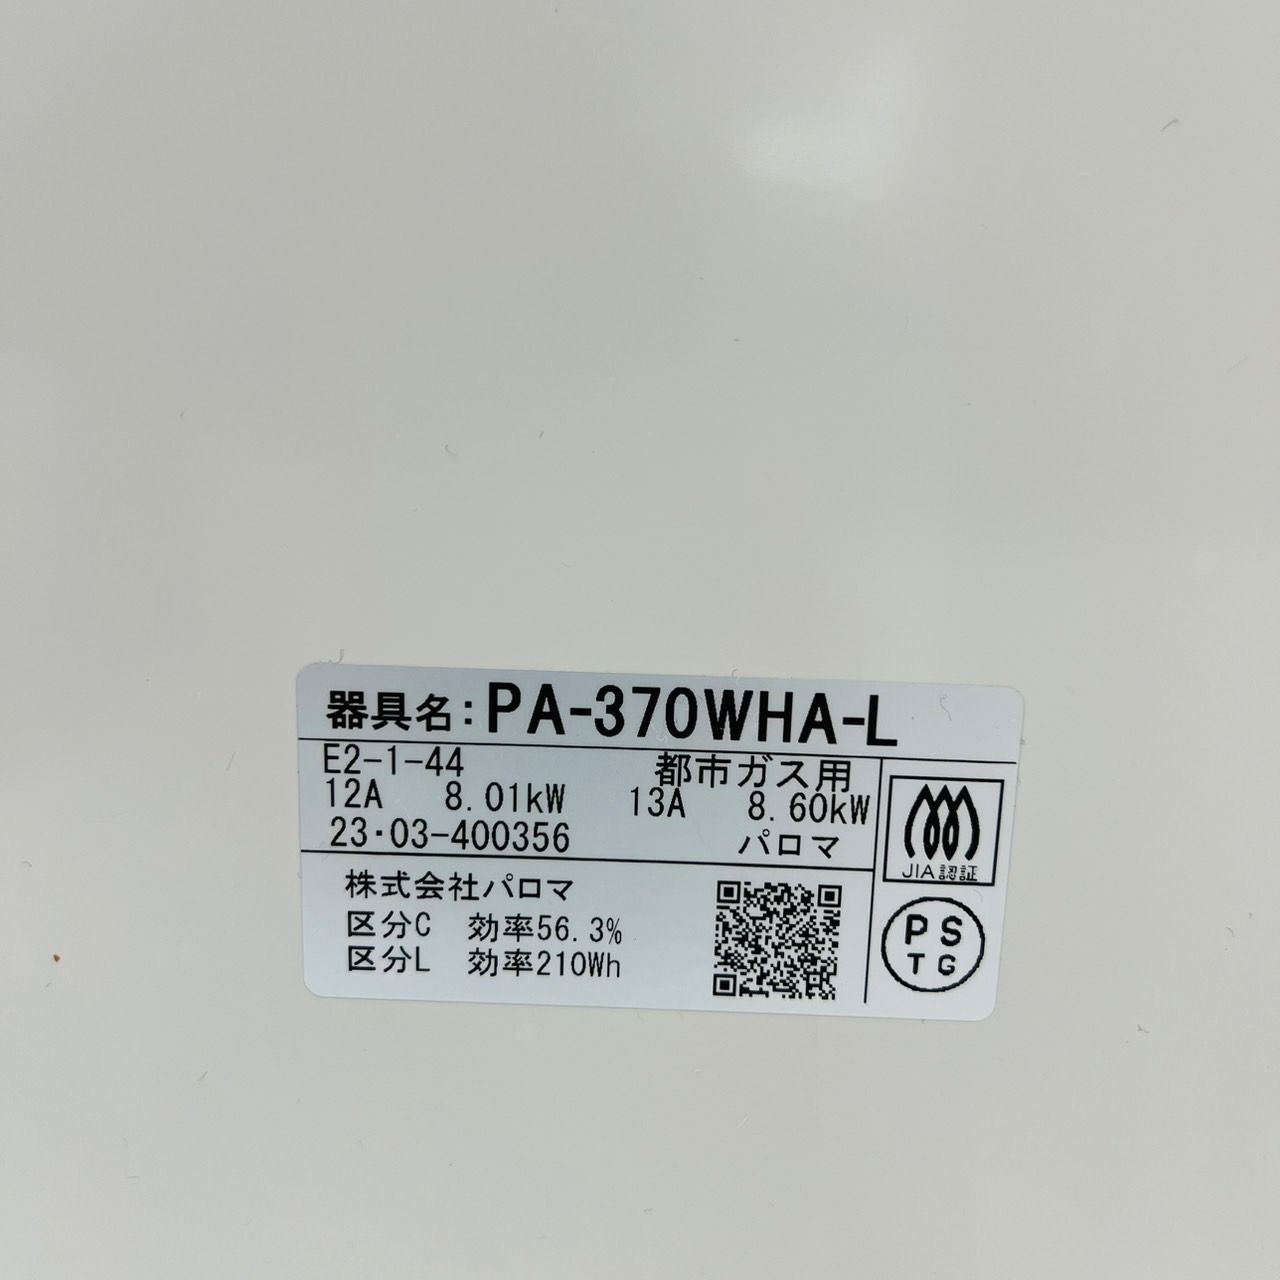 器具名:PA-370WHA-L
E2-1-44 都市ガス用
12A 8.01kW 13A 8.60kW
23・03-400356 パロマ
JIA認証
株式会社パロマ
区分C 効率56.3%
区分L 効率210Wh
PS
TG